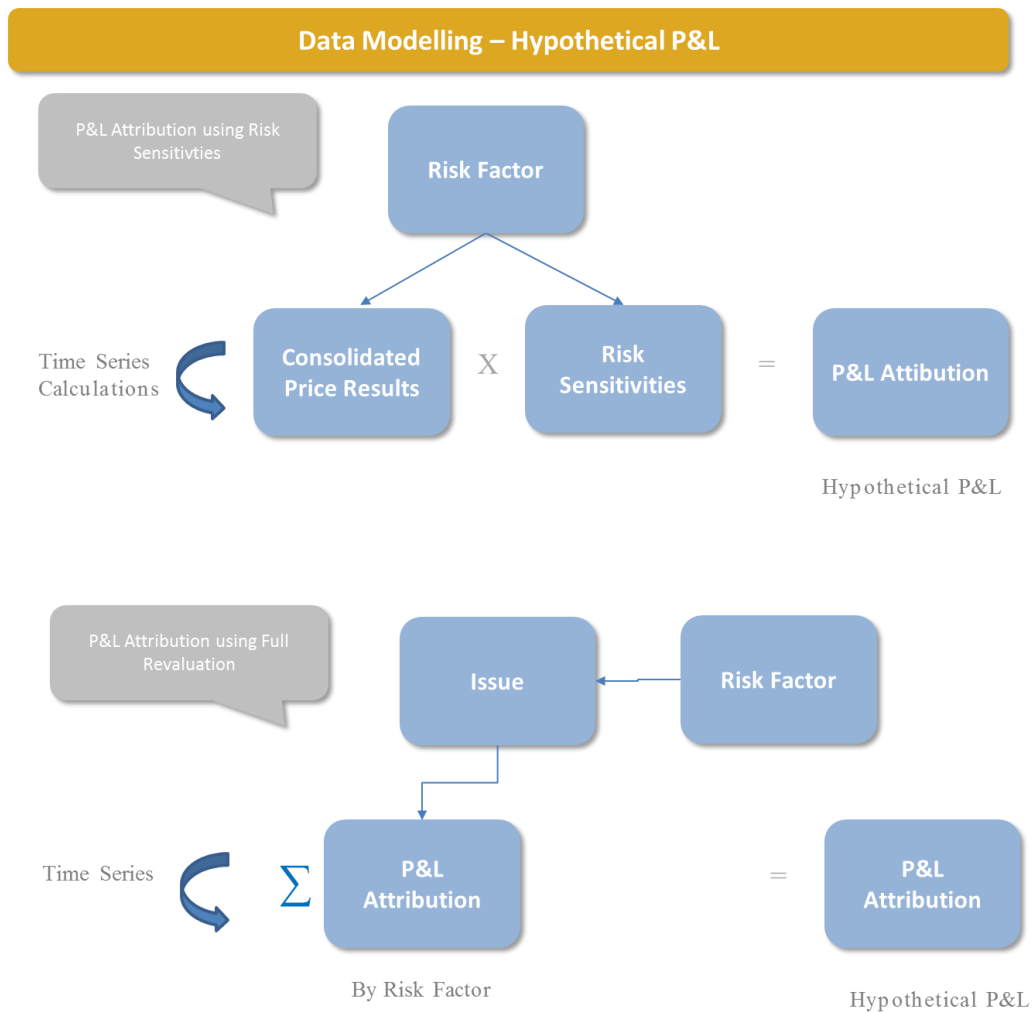 Data Modelling – Hypothetical P&L
P&L Attribution using Risk
Sensitivties
Risk Factor
Time Series
Calculations
Consolidated
Price Results
X
Risk
Sensitivities
=
P&L Attibution
Hypothetical P&L
P&L Attribution using Full
Revaluation
Issue
Risk Factor
Time Series
∑
P&L
Attribution
=
P&L
Attribution
By Risk Factor
Hypothetical P&L